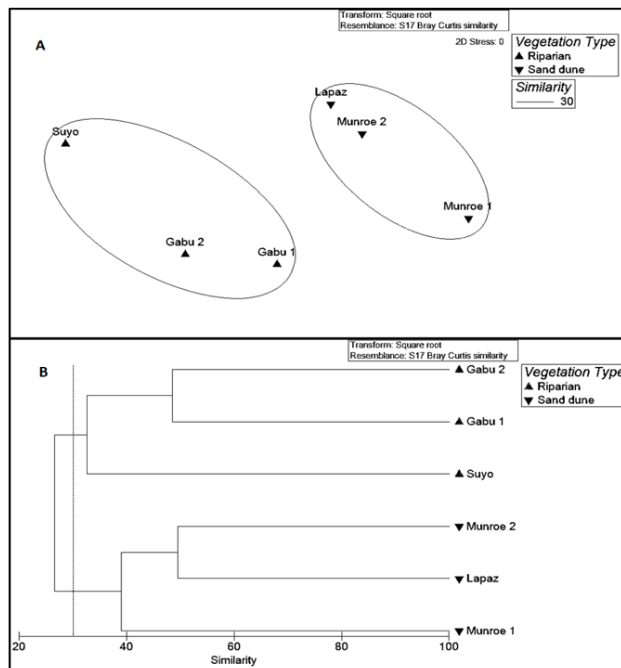 Transform: Square root
Resemblance: S17 Bray Curtis similarity
A
2D Stress: 0
Vegetation Type
▲ Riparian
▼ Sand dune
Similarity
30
Lapaz
Munroe 2
Suyo
Munroe 1
Gabu 2
Gabu 1
Transform: Square root
Resemblance: S17 Bray Curtis similarity
B
Vegetation Type
▲ Riparian
▼ Sand dune
Gabu 2
Gabu 1
Suyo
Munroe 2
Lapaz
Munroe 1
20 40 60 80 100
Similarity